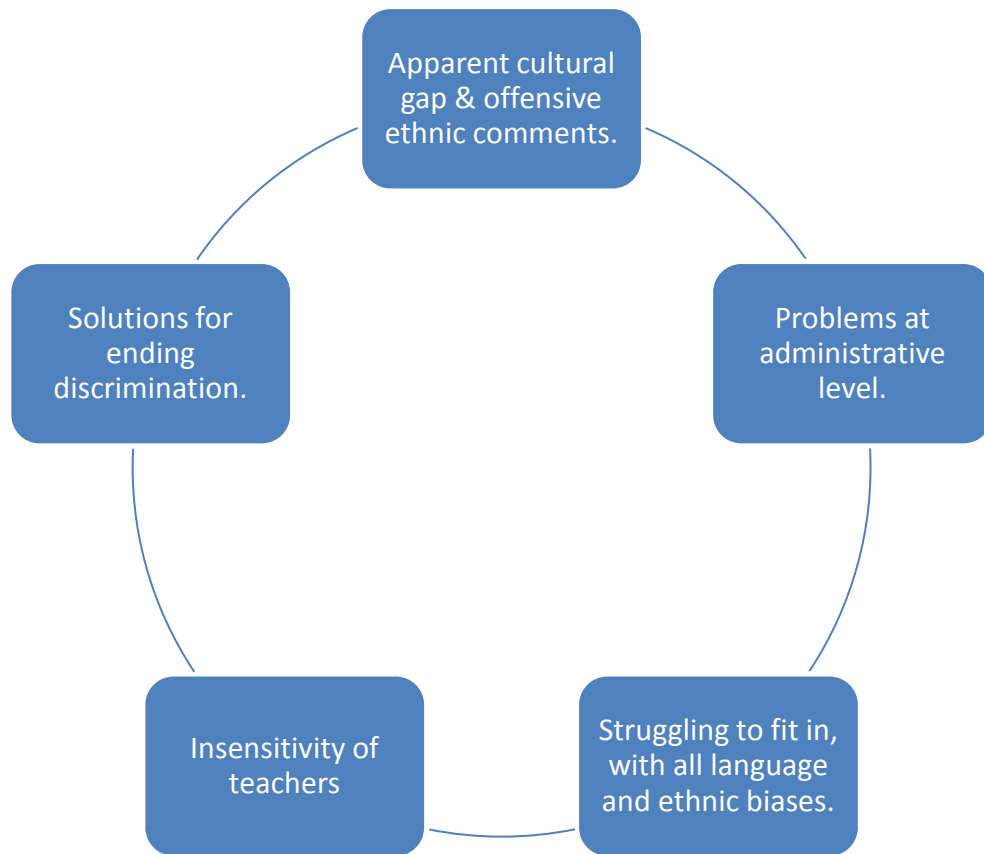 Apparent cultural
gap & offensive
ethnic comments.
Problems at
administrative
level.
Struggling to fit in,
with all language
and ethnic biases.
Insensitivity of
teachers
Solutions for
ending
discrimination.